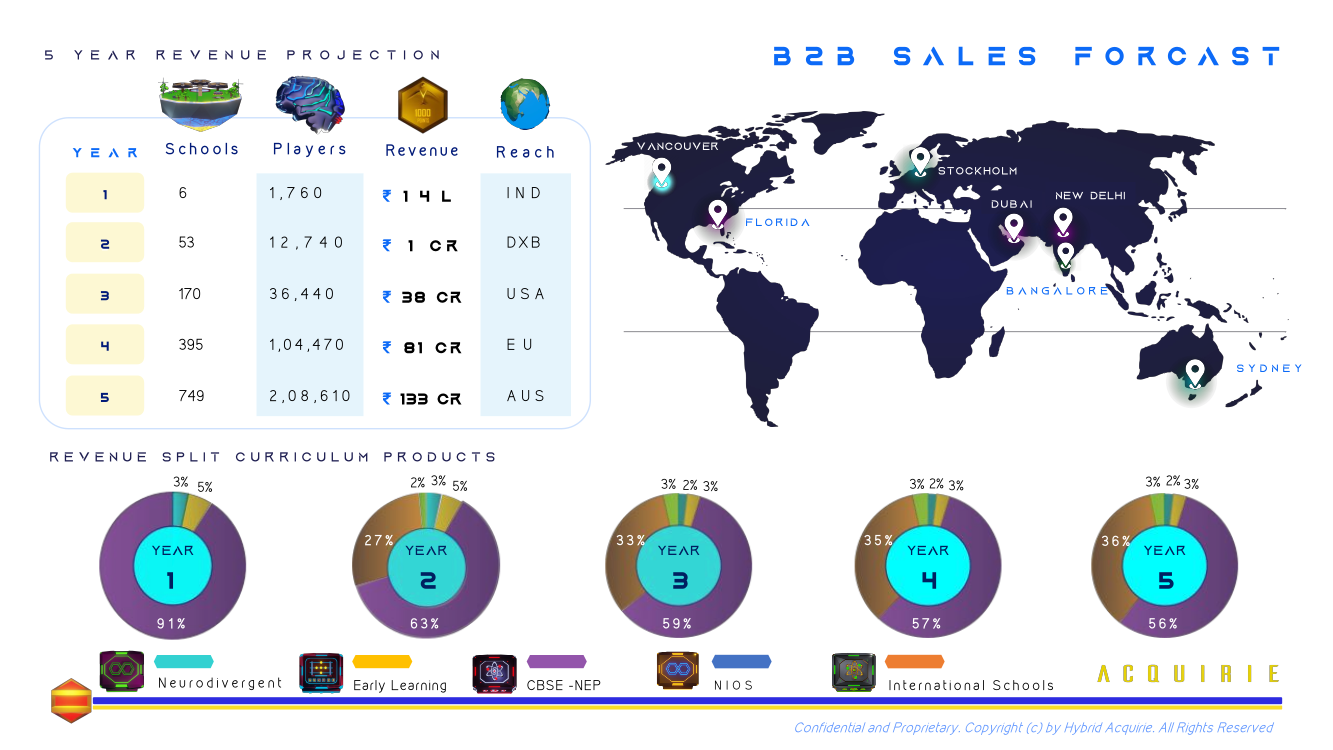 5 YEAR REVENUE PROJECTION
B2B SALES FORCAST
1000
YEAR Schools Players Revenue Reach
1 6 1,760 ₹ 14 L IND
2 53 12,740 ₹ 1 CR DXB
3 170 36,440 ₹ 38 CR USA
4 395 1,04,470 ₹ 81 CR EU
5 749 2,08,610 ₹ 133 CR AUS
VANCOUVER
STOCKHOLM
NEW DELHI
DUBAI
FLORIDA
BANGALORE
SYDNEY
REVENUE SPLIT CURRICULUM PRODUCTS
3% 5%
YEAR
1
91%
2% 3% 5%
27%
YEAR
2
63%
3% 2% 3%
33%
YEAR
3
59%
3% 2% 3%
35%
YEAR
4
57%
3% 2% 3%
36%
YEAR
5
56%
Neurodivergent
Early Learning
CBSE -NEP
NIOS
International Schools
ACQUIRIE
Confidential and Proprietary. Copyright (c) by Hybrid Acquirie. All Rights Reserved